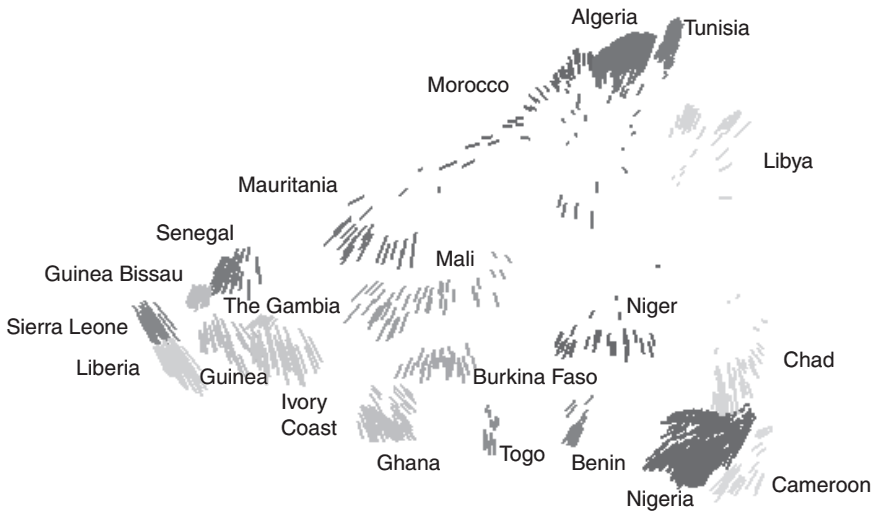 Algeria
Tunisia
Morocco
Libya
Mauritania
Senegal
Mali
Guinea Bissau
The Gambia
Niger
Sierra Leone
Chad
Liberia
Guinea
Burkina Faso
Ivory
Coast
Togo
Ghana
Benin
Cameroon
Nigeria